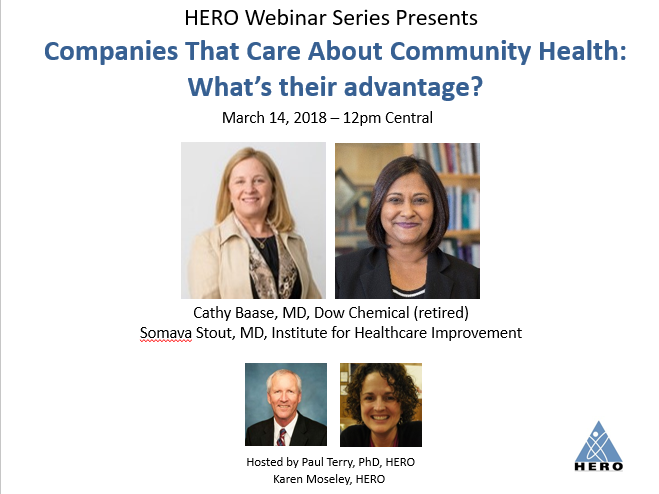 HERO Webinar Series Presents
Companies That Care About Community Health:
What's their advantage?
March 14, 2018 – 12pm Central
Cathy Baase, MD, Dow Chemical (retired)
Somava Stout, MD, Institute for Healthcare Improvement
Hosted by Paul Terry, PhD, HERO
Karen Moseley, HERO
HERO